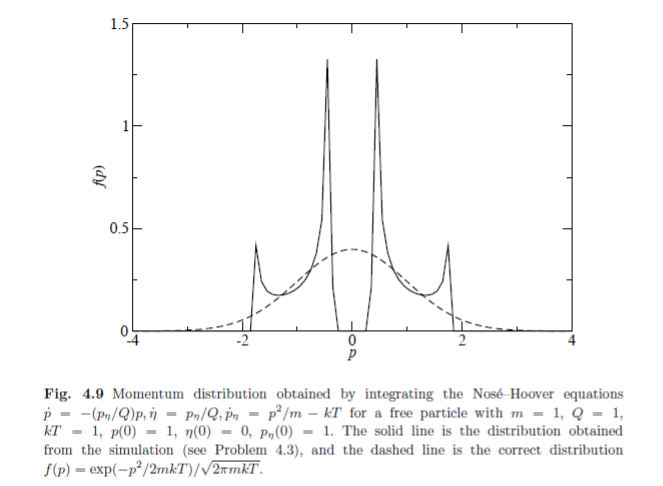 1.5
1
0.5
0
f(p)
-4
-2
0
2
4
p
Fig. 4.9 Momentum distribution obtained by integrating the Nosé–Hoover equations
ṗ = −(pη/Q)p, η̇ = pη/Q, ṗη = p²/m − kT for a free particle with m = 1, Q = 1,
kT = 1, p(0) = 1, η(0) = 0, pη(0) = 1. The solid line is the distribution obtained
from the simulation (see Problem 4.3), and the dashed line is the correct distribution
f(p) = exp(−p²/2mkT)/√2πmkT.